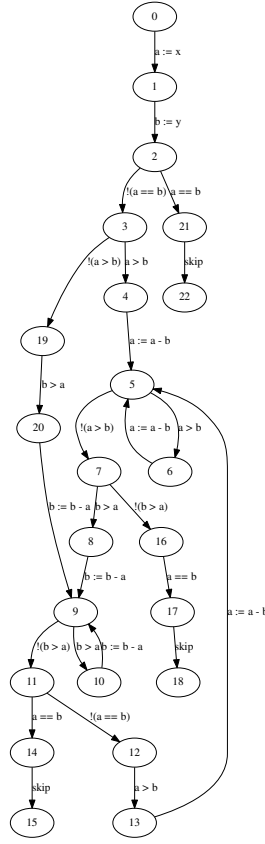 0
a := x
1
b := y
2
!(a == b) a == b
3 21
!(a > b) a > b skip
4 22
19 a := a - b
b > a 5
20 !(a > b) a := a - b a > b
7 6
b := b - a b > a !(b > a)
8 16
b := b - a a == b
9 17
!(b > a) b > a b := b - a skip a := a - b
11 10 18
a == b !(a == b)
14 12
skip a > b
15 13